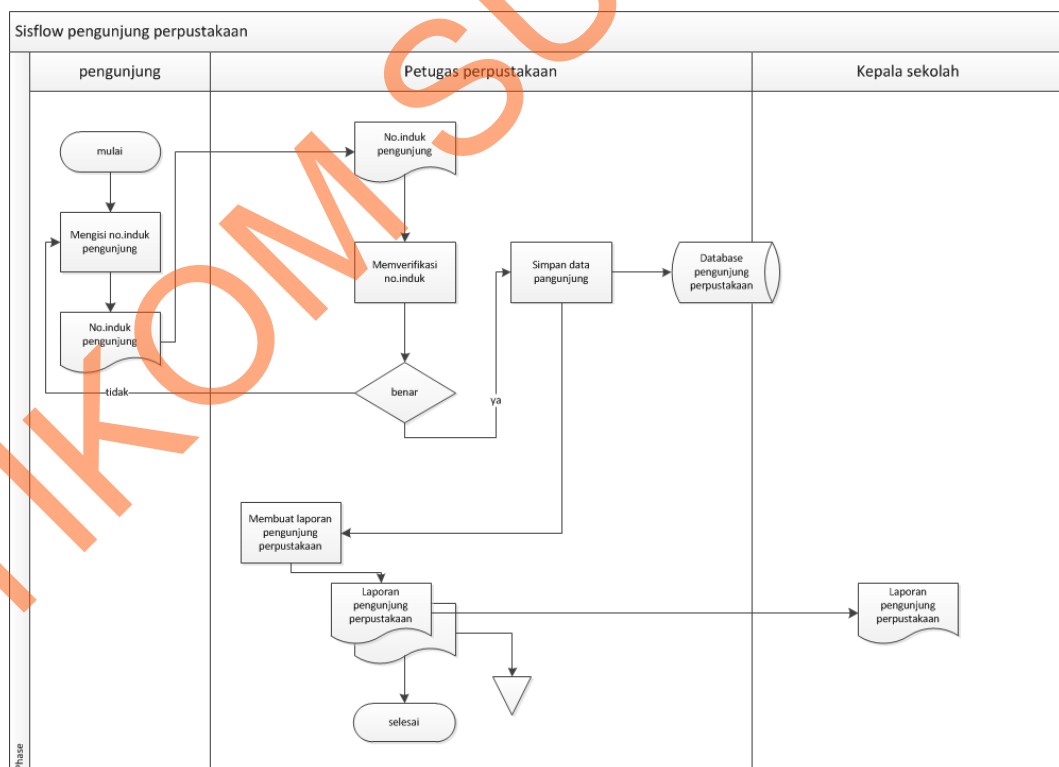 Sisflow pengunjung perpustakaan
pengunjung
Petugas perpustakaan
Kepala sekolah
mulai
Mengisi no.induk
pengunjung
No.induk
pengunjung
No.induk
pengunjung
Memverifikasi
no.induk
benar
tidak
ya
Simpan data
pangunjung
Database
pengunjung
perpustakaan
Membuat laporan
pengunjung
perpustakaan
Laporan
pengunjung
perpustakaan
Laporan
pengunjung
perpustakaan
selesai
Phase
IKOM SU